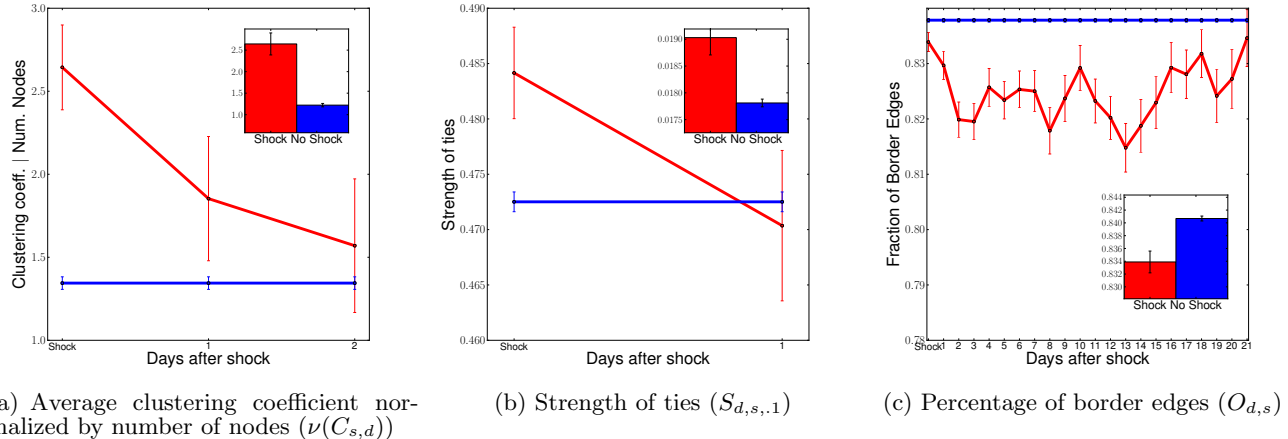 3.0
2.5
2.0
1.5
1.0
Clustering coeff. | Num. Nodes
2.5
2.0
1.5
1.0
Shock No Shock
Shock 1 2
Days after shock
0.485
0.480
0.475
0.470
0.465
0.460
Strength of ties
0.0190
0.0185
0.0180
0.0175
Shock No Shock
Shock 1
Days after shock
0.83
0.82
0.81
0.80
0.79
0.78
Fraction of Border Edges
0.844
0.842
0.840
0.838
0.836
0.834
0.832
0.830
Shock No Shock
Shock 1 2 3 4 5 6 7 8 9 10 11 12 13 14 15 16 17 18 19 20 21
Days after shock
a) Average clustering coefficient nor-
nalized by number of nodes (ν(C_{s,d}))
(b) Strength of ties (S_{d,s,.1})
(c) Percentage of border edges (O_{d,s})